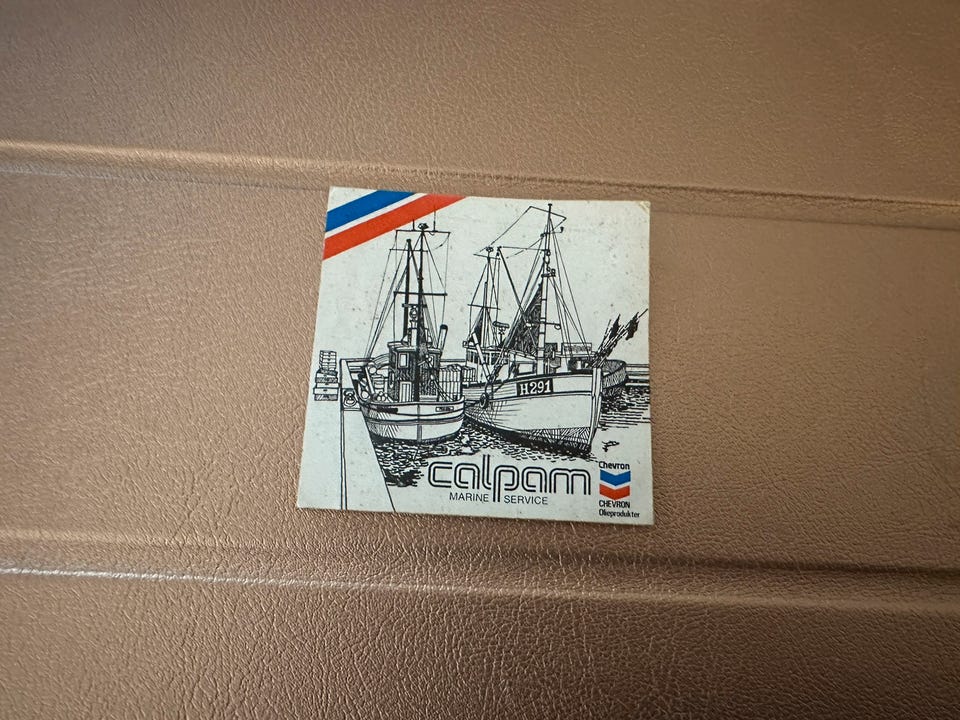 H291
calpam
MARINE SERVICE
Chevron
CHEVRON
Olieprodukter